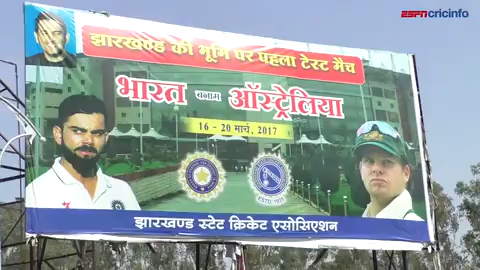 ESPNcricinfo
झारखण्ड की भूमि पर पहला टेस्ट मैच
भारत बनाम ऑस्ट्रेलिया
16 - 20 मार्च, 2017
झारखण्ड स्टेट क्रिकेट एसोसिएशन